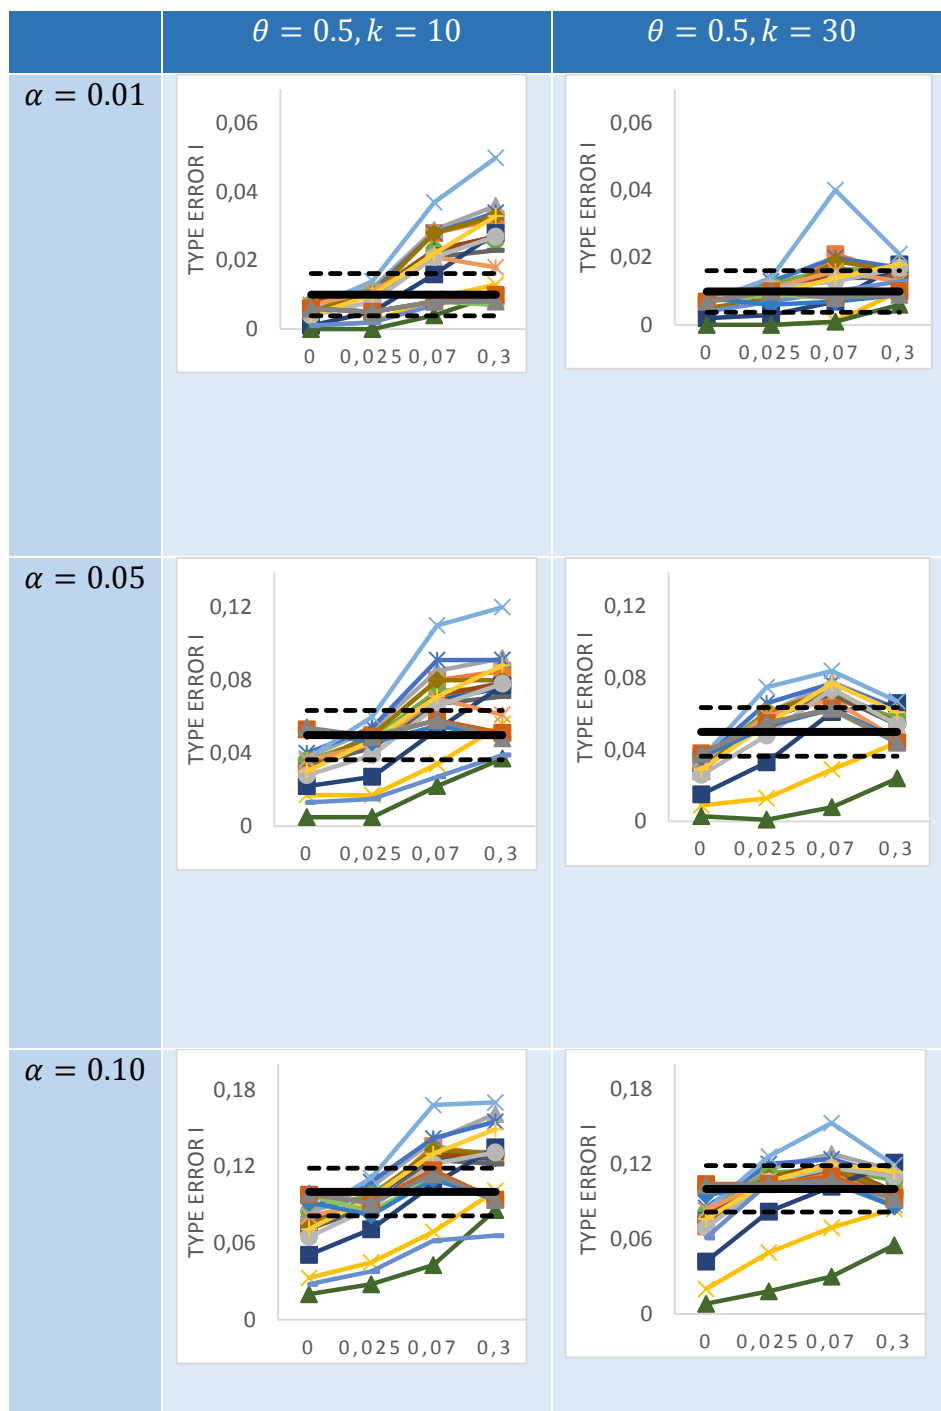 θ = 0.5, k = 10
θ = 0.5, k = 30
α = 0.01
TYPE ERROR I
0,06
0,04
0,02
0
0 0,025 0,07 0,3
TYPE ERROR I
0,06
0,04
0,02
0
0 0,025 0,07 0,3
α = 0.05
TYPE ERROR I
0,12
0,08
0,04
0
0 0,025 0,07 0,3
TYPE ERROR I
0,12
0,08
0,04
0
0 0,025 0,07 0,3
α = 0.10
TYPE ERROR I
0,18
0,12
0,06
0
0 0,025 0,07 0,3
TYPE ERROR I
0,18
0,12
0,06
0
0 0,025 0,07 0,3